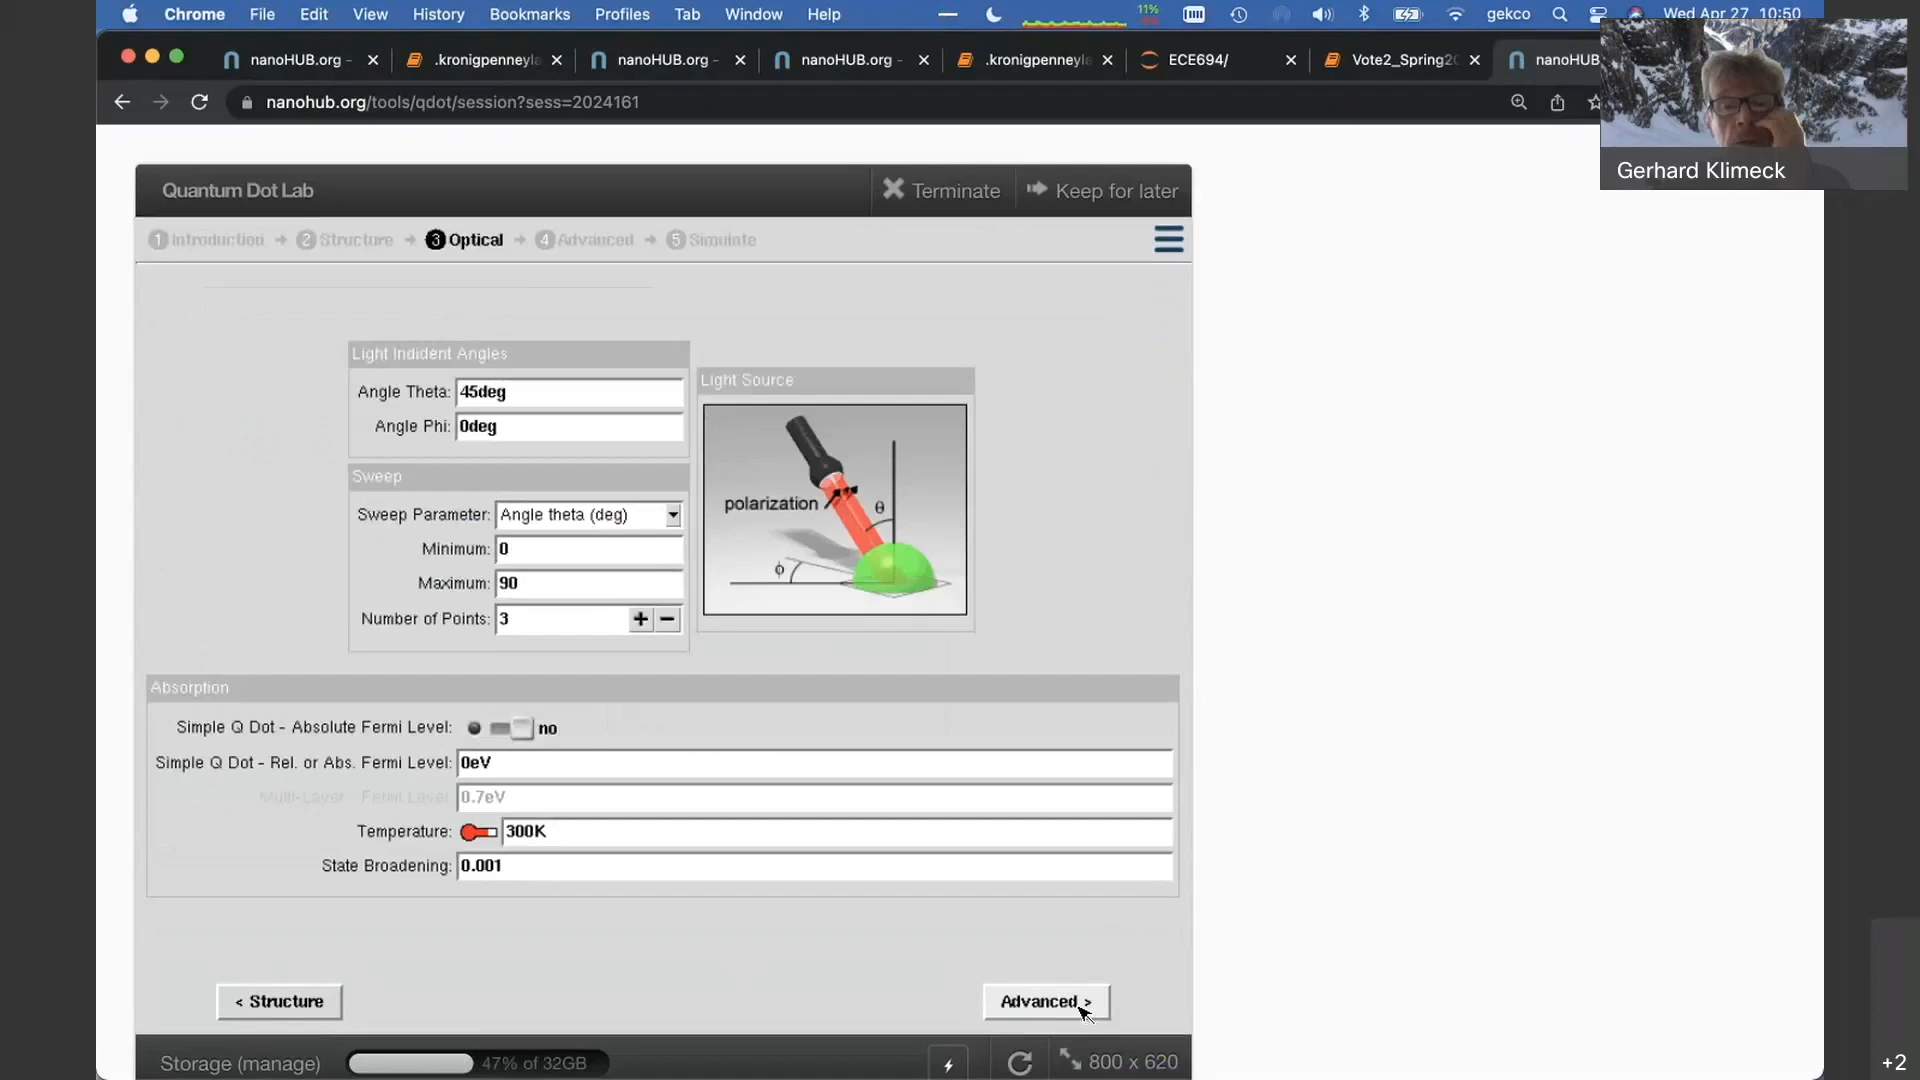 Chrome File Edit View History Bookmarks Profiles Tab Window Help 11% gekco Wed Apr 27 10:50
nanoHUB.org - .kronigpenneyla nanoHUB.org - nanoHUB.org - .kronigpenneyla ECE694/ Vote2_Spring20 nanoHUB
nanohub.org/tools/qdot/session?sess=2024161
Gerhard Klimeck
Quantum Dot Lab Terminate Keep for later
1 Introduction 2 Structure 3 Optical 4 Advanced 5 Simulate
Light Indident Angles
Angle Theta: 45deg
Angle Phi: 0deg
Sweep
Sweep Parameter: Angle theta (deg)
Minimum: 0
Maximum: 90
Number of Points: 3 + −
Light Source
polarization θ
ϕ
Absorption
Simple Q Dot - Absolute Fermi Level: no
Simple Q Dot - Rel. or Abs. Fermi Level: 0eV
Multi-Layer - Fermi Level: 0.7eV
Temperature: 300K
State Broadening: 0.001
< Structure
Advanced >
Storage (manage) 47% of 32GB 800 x 620
+2